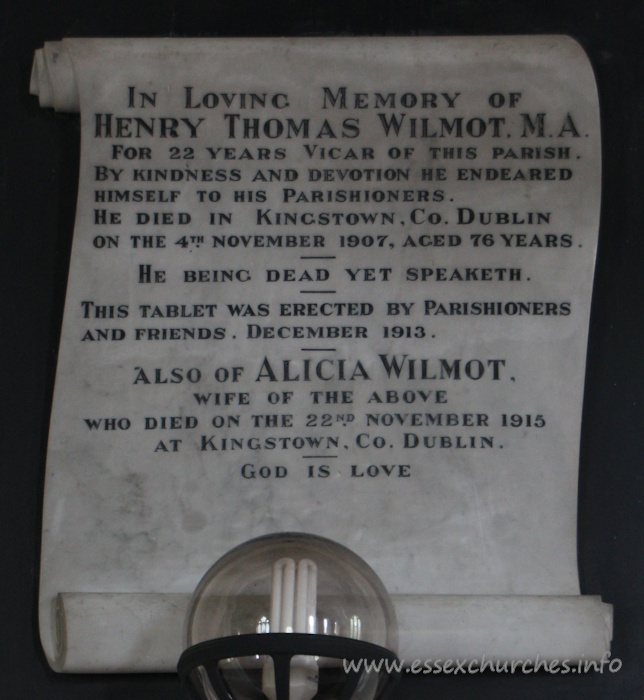 In Loving Memory of
Henry Thomas Wilmot, M.A.
For 22 years Vicar of this parish.
By kindness and devotion he endeared
himself to his Parishioners.
He died in Kingstown, Co. Dublin
on the 4th November 1907, aged 76 years.
He being dead yet speaketh.
This tablet was erected by Parishioners
and friends. December 1913.
Also of Alicia Wilmot,
wife of the above
who died on the 22nd November 1915
at Kingstown, Co. Dublin.
God is love
www.essexchurches.info